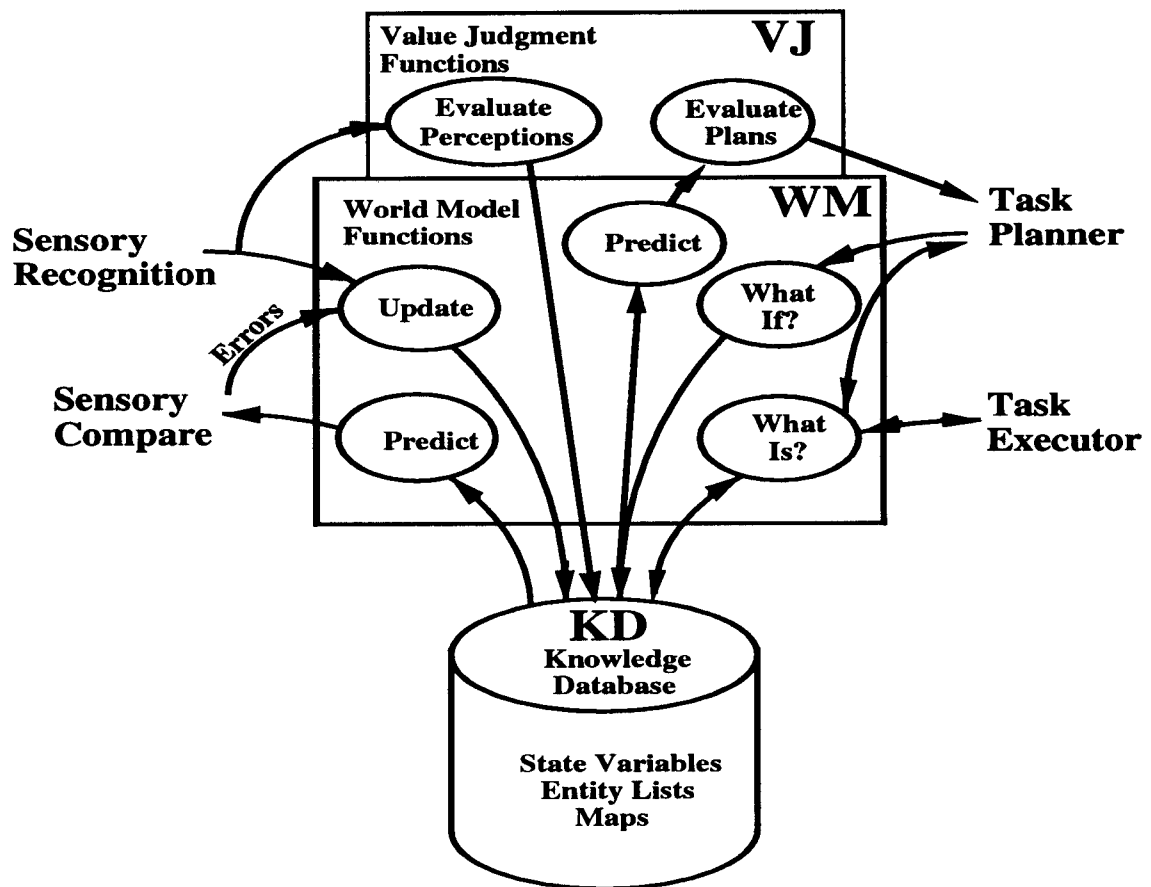 Value Judgment
Functions
VJ
Evaluate
Perceptions
Evaluate
Plans
World Model
Functions
WM
Sensory
Recognition
Task
Planner
Predict
Update
What
If?
Errors
Sensory
Compare
Predict
What
Is?
Task
Executor
KD
Knowledge
Database
State Variables
Entity Lists
Maps